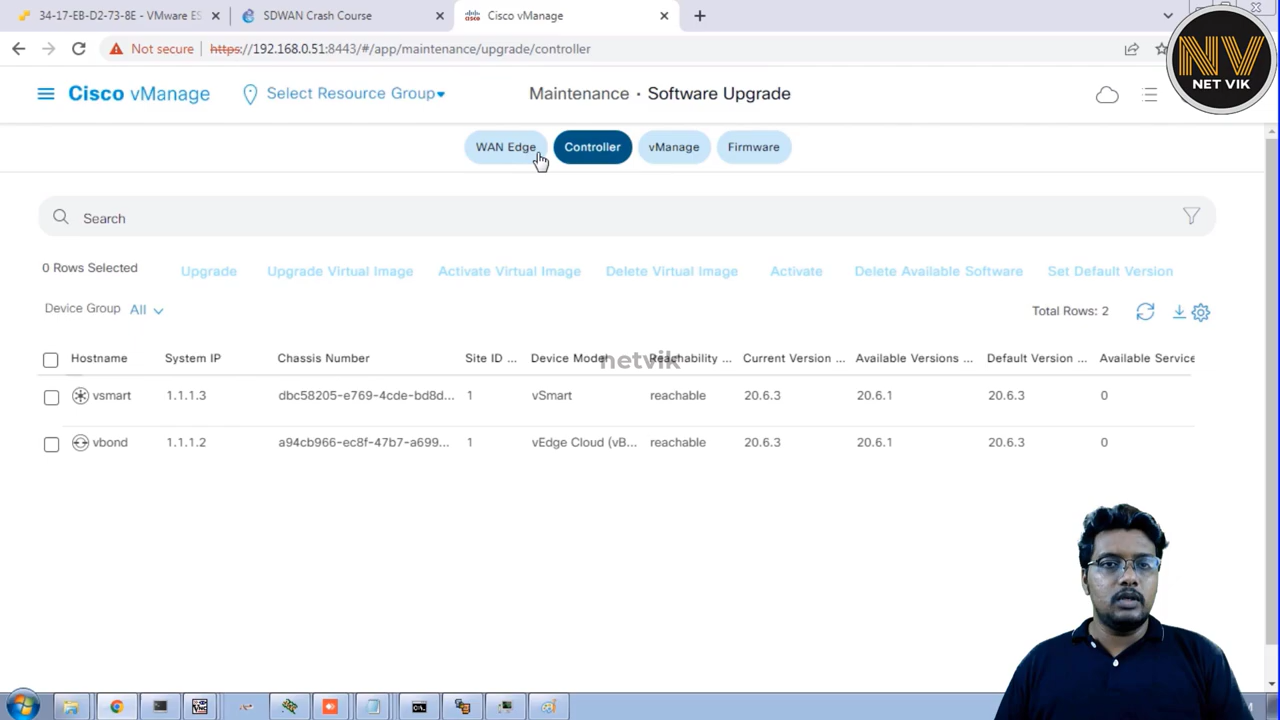 34-17-EB-D2-73-8E - VMware ES
SDWAN Crash Course
Cisco vManage
Not secure
https://192.168.0.51:8443/#/app/maintenance/upgrade/controller
NV
NET VIK
Cisco vManage
Select Resource Group
Maintenance · Software Upgrade
WAN Edge
Controller
vManage
Firmware
Search
0 Rows Selected
Upgrade
Upgrade Virtual Image
Activate Virtual Image
Delete Virtual Image
Activate
Delete Available Software
Set Default Version
Device Group All
Total Rows: 2
Hostname System IP Chassis Number Site ID ... Device Model Reachability ... Current Version ... Available Versions ... Default Version ... Available Service
netvik
vsmart 1.1.1.3 dbc58205-e769-4cde-bd8d... 1 vSmart reachable 20.6.3 20.6.1 20.6.3 0
vbond 1.1.1.2 a94cb966-ec8f-47b7-a699... 1 vEdge Cloud (vB... reachable 20.6.3 20.6.1 20.6.3 0